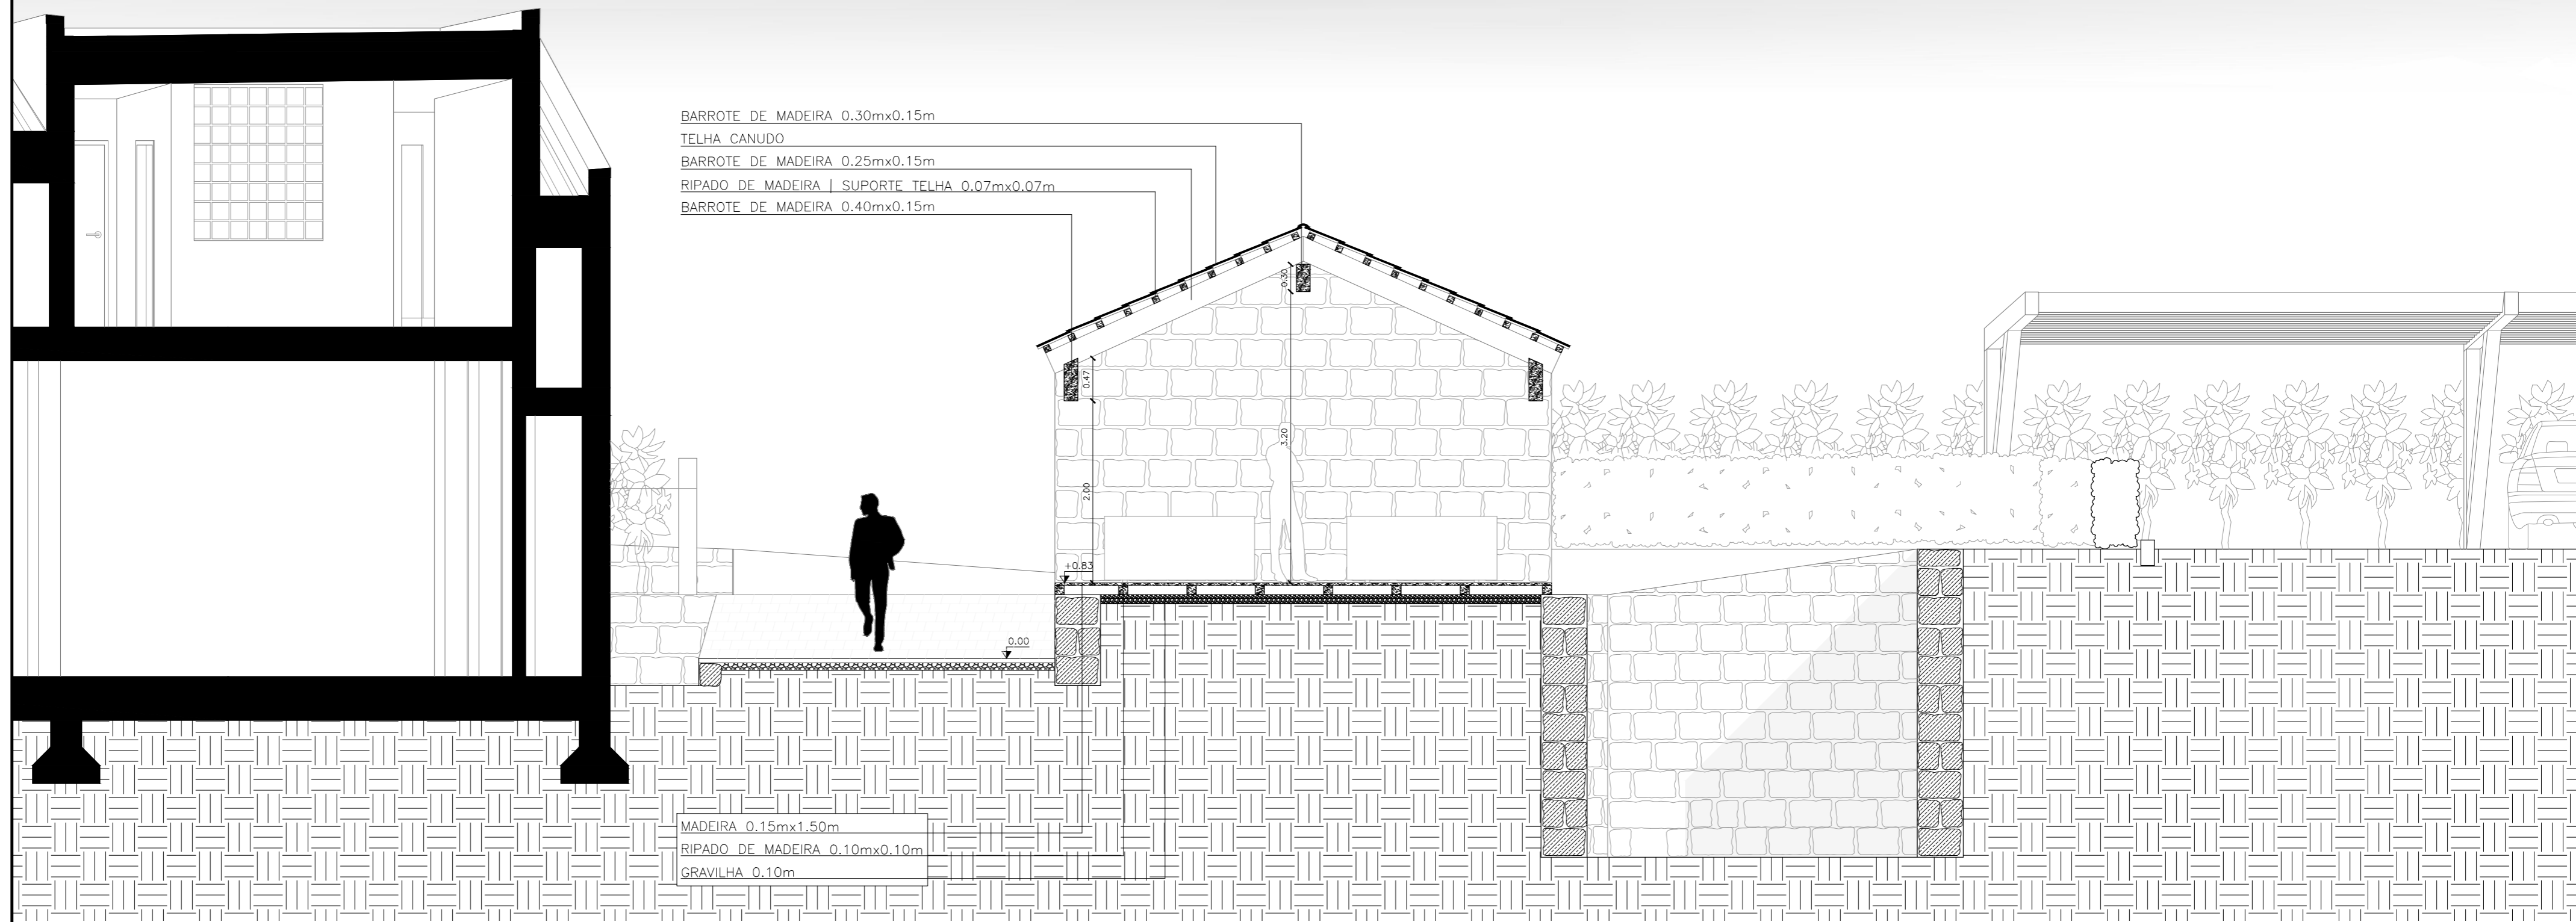 BARROTE DE MADEIRA 0.30mx0.15m
TELHA CANUDO
BARROTE DE MADEIRA 0.25mx0.15m
RIPADO DE MADEIRA | SUPORTE TELHA 0.07mx0.07m
BARROTE DE MADEIRA 0.40mx0.15m
0.30
0.47
3.20
2.00
+0.83
0.00
MADEIRA 0.15mx1.50m
RIPADO DE MADEIRA 0.10mx0.10m
GRAVILHA 0.10m